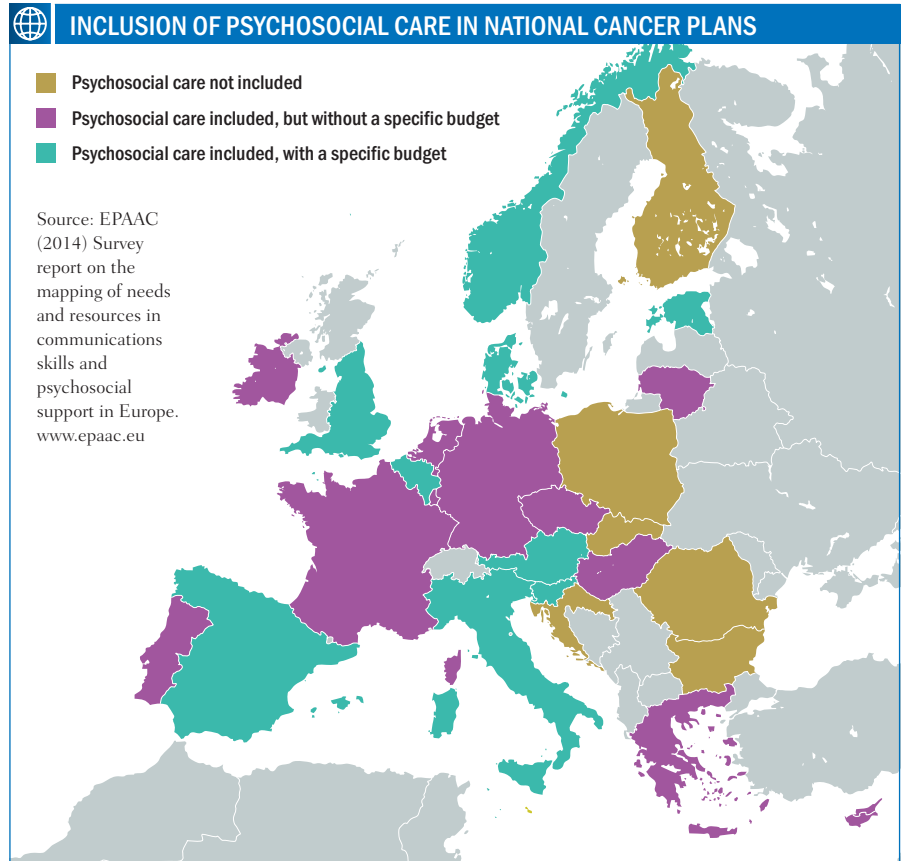 INCLUSION OF PSYCHOSOCIAL CARE IN NATIONAL CANCER PLANS
Psychosocial care not included
Psychosocial care included, but without a specific budget
Psychosocial care included, with a specific budget
Source: EPAAC
(2014) Survey
report on the
mapping of needs
and resources in
communications
skills and
psychosocial
support in Europe.
www.epaac.eu